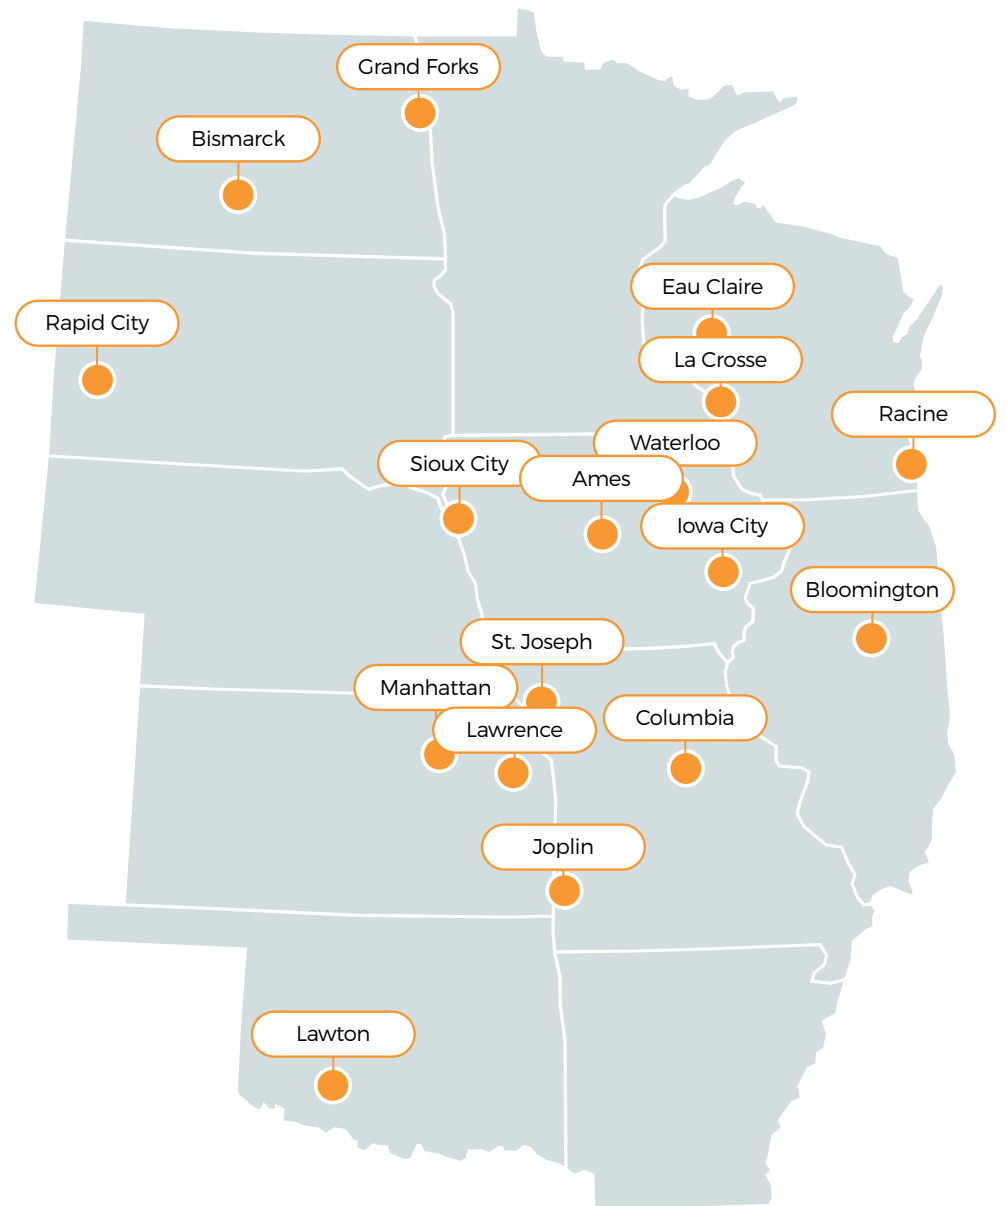 Grand Forks
Bismarck
Eau Claire
Rapid City
La Crosse
Racine
Waterloo
Sioux City
Ames
Iowa City
Bloomington
St. Joseph
Manhattan
Columbia
Lawrence
Joplin
Lawton